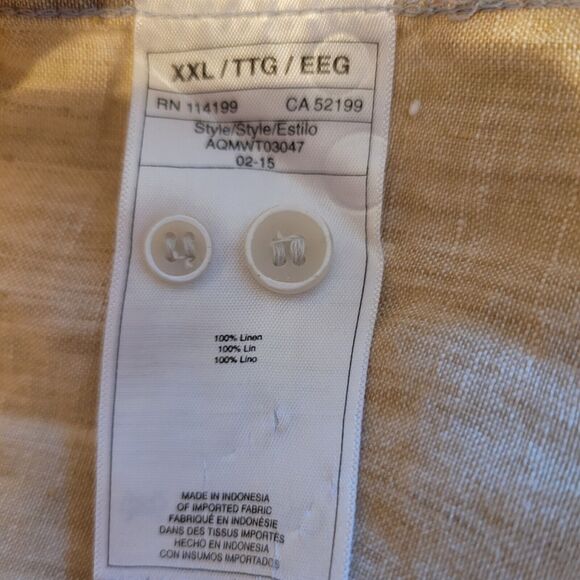 XXL / TTG / EEG
RN 114199 CA 52199
Style/Style/Estilo
AQMWT03047
02-15
100% Linen
100% Lin
100% Lino
MADE IN INDONESIA
OF IMPORTED FABRIC
FABRIQUÉ EN INDONÉSIE
DANS DES TISSUS IMPORTÉS
HECHO EN INDONESIA
CON INSUMOS IMPORTADOS